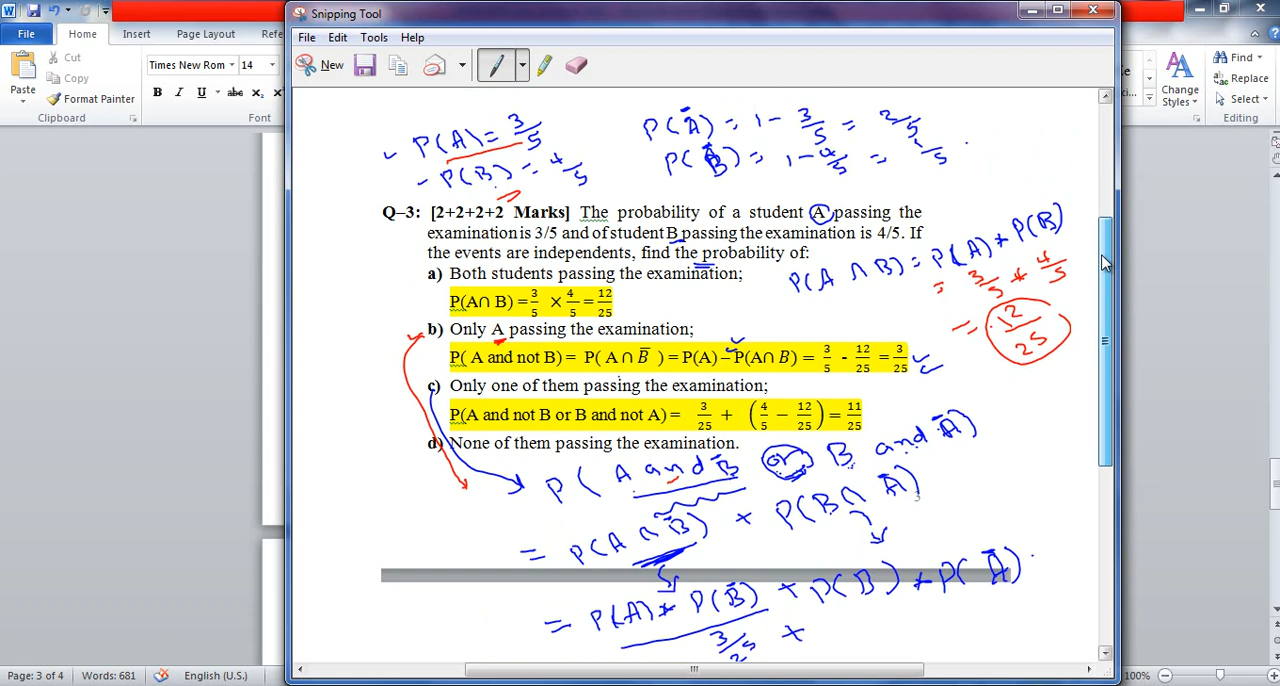 Snipping Tool
File Home Insert Page Layout
File Edit Tools Help
New
Cut
Copy
Format Painter
Paste
Clipboard
Times New Rom 14
B I U abc
Find
Replace
Select
Change Styles
Editing
P(A) = 3/5
P(B) = 4/5
P(Ā) = 1 - 3/5 = 2/5
P(B̄) = 1 - 4/5 = 1/5
Q–3: [2+2+2+2 Marks] The probability of a student A passing the
examination is 3/5 and of student B passing the examination is 4/5. If
the events are independents, find the probability of:
P(A ∩ B) = P(A) * P(B)
= 3/5 * 4/5
= 12/25
a) Both students passing the examination;
P(A∩ B) = 3/5 × 4/5 = 12/25
b) Only A passing the examination;
P( A and not B) = P( A ∩ B̄ ) = P(A) – P(A∩ B) = 3/5 - 12/25 = 3/25
c) Only one of them passing the examination;
P(A and not B or B and not A) = 3/25 + (4/5 − 12/25) = 11/25
d) None of them passing the examination.
P( A and B̄ or B and Ā)
= P(A ∩ B̄) + P(B ∩ Ā)
= P(A) * P(B̄) + P(B) * P(Ā)
3/25 +
Page: 3 of 4 Words: 681 English (U.S.)
100%